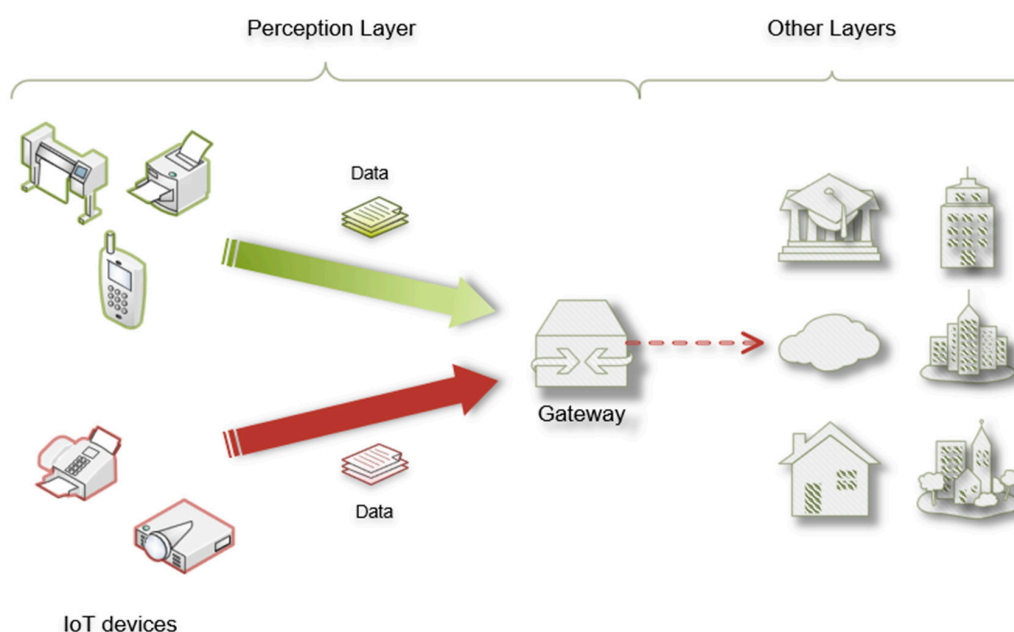 Perception Layer
Other Layers
Data
Gateway
Data
IoT devices